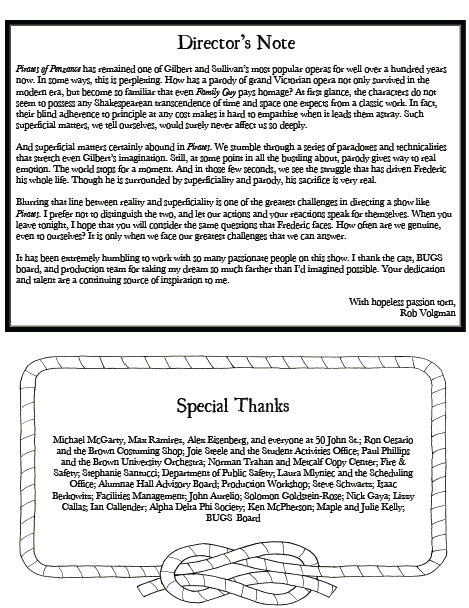 Director's Note
Pirates of Penzance has remained one of Gilbert and Sullivan's most popular operas for well over a hundred years
now. In some ways, this is perplexing. How has a parody of grand Victorian opera not only survived in the
modern era, but become so familiar that even Family Guy pays homage? At first glance, the characters do not
seem to possess any Shakespearean transcendence of time and space one expects from a classic work. In fact,
their blind adherence to principle at any cost makes it hard to empathize when it leads them astray. Such
superficial matters, we tell ourselves, would surely never affect us so deeply.
And superficial matters certainly abound in Pirates. We stumble through a series of paradoxes and technicalities
that stretch even Gilbert's imagination. Still, at some point in all the bustling about, parody gives way to real
emotion. The world stops for a moment. And in those few seconds, we see the struggle that has driven Frederic
his whole life. Though he is surrounded by superficiality and parody, his sacrifice is very real.
Blurring that line between reality and superficiality is one of the greatest challenges in directing a show like
Pirates. I prefer not to distinguish the two, and let our actions and your reactions speak for themselves. When you
leave tonight, I hope that you will consider the same questions that Frederic faces. How often are we genuine,
even to ourselves? It is only when we face our greatest challenges that we can answer.
It has been extremely humbling to work with so many passionate people on this show. I thank the cast, BUGS
board, and production team for taking my dream so much farther than I'd imagined possible. Your dedication
and talent are a continuing source of inspiration to me.
With hopeless passion torn,
Rob Volgman
Special Thanks
Michael McGarty, Max Ramirez, Alex Eisenberg, and everyone at 50 John St.; Ron Cesario
and the Brown Costuming Shop; Joie Steele and the Student Activities Office; Paul Phillips
and the Brown University Orchestra; Norman Trahan and Metcalf Copy Center; Fire &
Safety; Stephanie Santucci; Department of Public Safety; Laura Mlyniec and the Scheduling
Office; Alumnae Hall Advisory Board; Production Workshop; Steve Schwartz; Isaac
Berkowitz; Facilities Management; John Aurelio; Solomon Goldstein-Rose; Nick Gaya; Lizzy
Callas; Ian Callender; Alpha Delta Phi Society; Ken McPherson; Maple and Julie Kelly;
BUGS Board